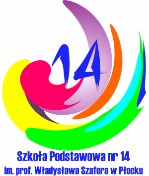 14
Szkoła Podstawowa nr 14
im. prof. Władysława Szafera w Płocku